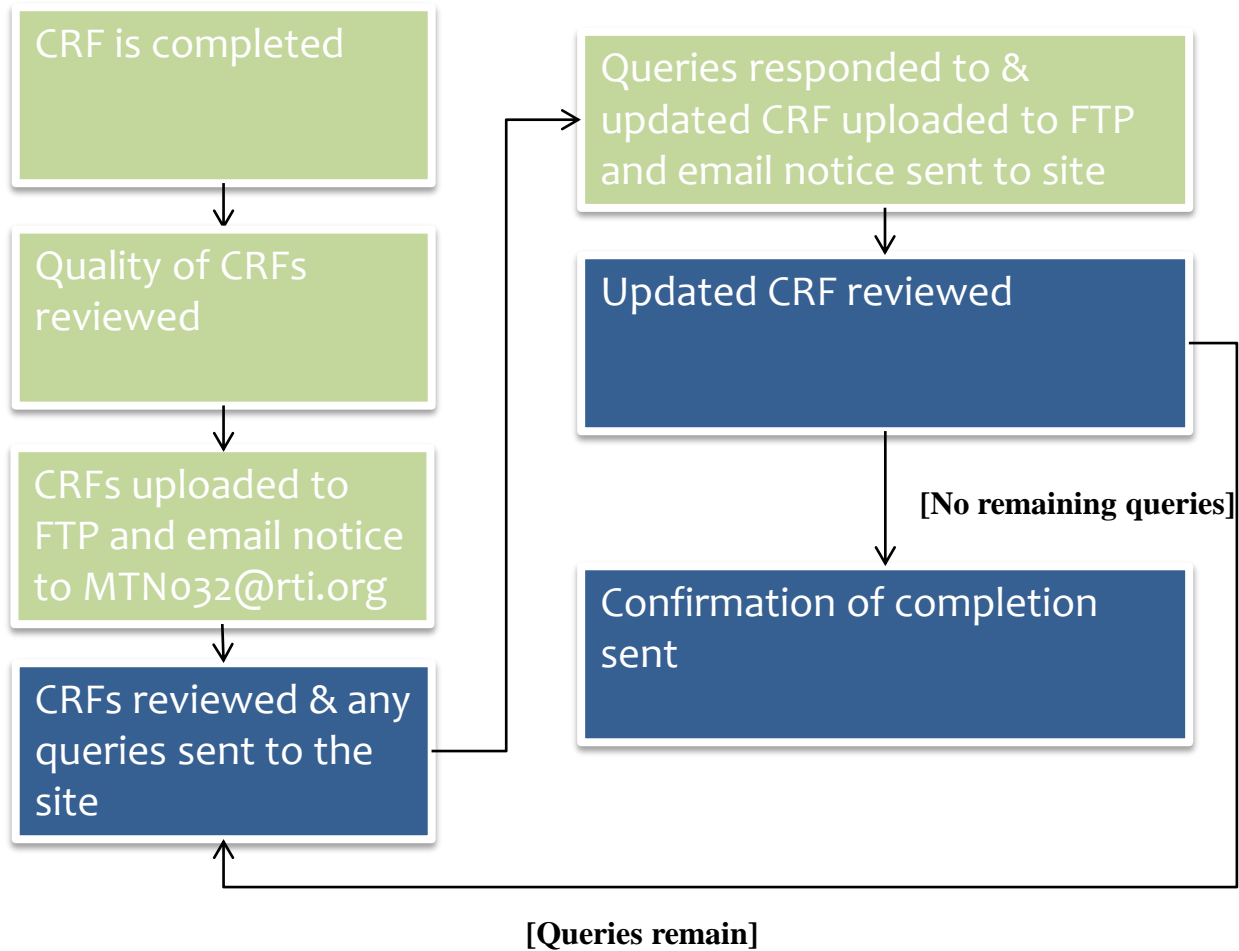 CRF is completed
Quality of CRFs
reviewed
CRFs uploaded to
FTP and email notice
to MTN032@rti.org
CRFs reviewed & any
queries sent to the
site
Queries responded to &
updated CRF uploaded to FTP
and email notice sent to site
Updated CRF reviewed
[No remaining queries]
Confirmation of completion
sent
[Queries remain]